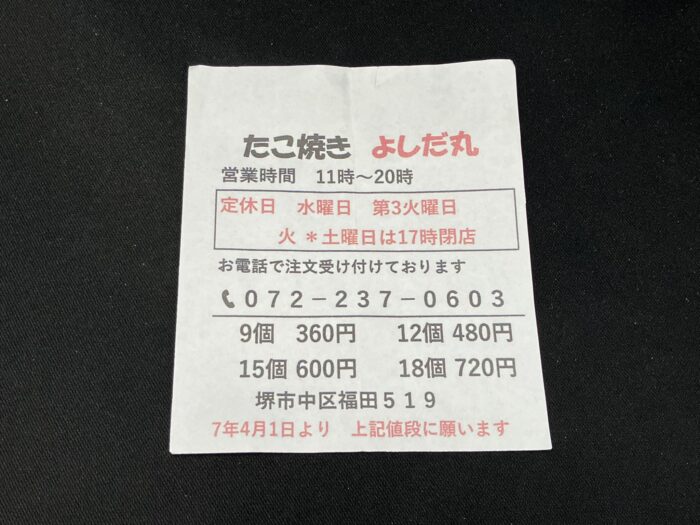 たこ焼き よしだ丸
営業時間 11時～20時
定休日 水曜日 第3火曜日
火 ＊土曜日は17時閉店
お電話で注文受け付けております
０７２－２３７－０６０３
9個 360円 12個 480円
15個 600円 18個 720円
堺市中区福田５１９
7年4月1日より 上記値段に願います